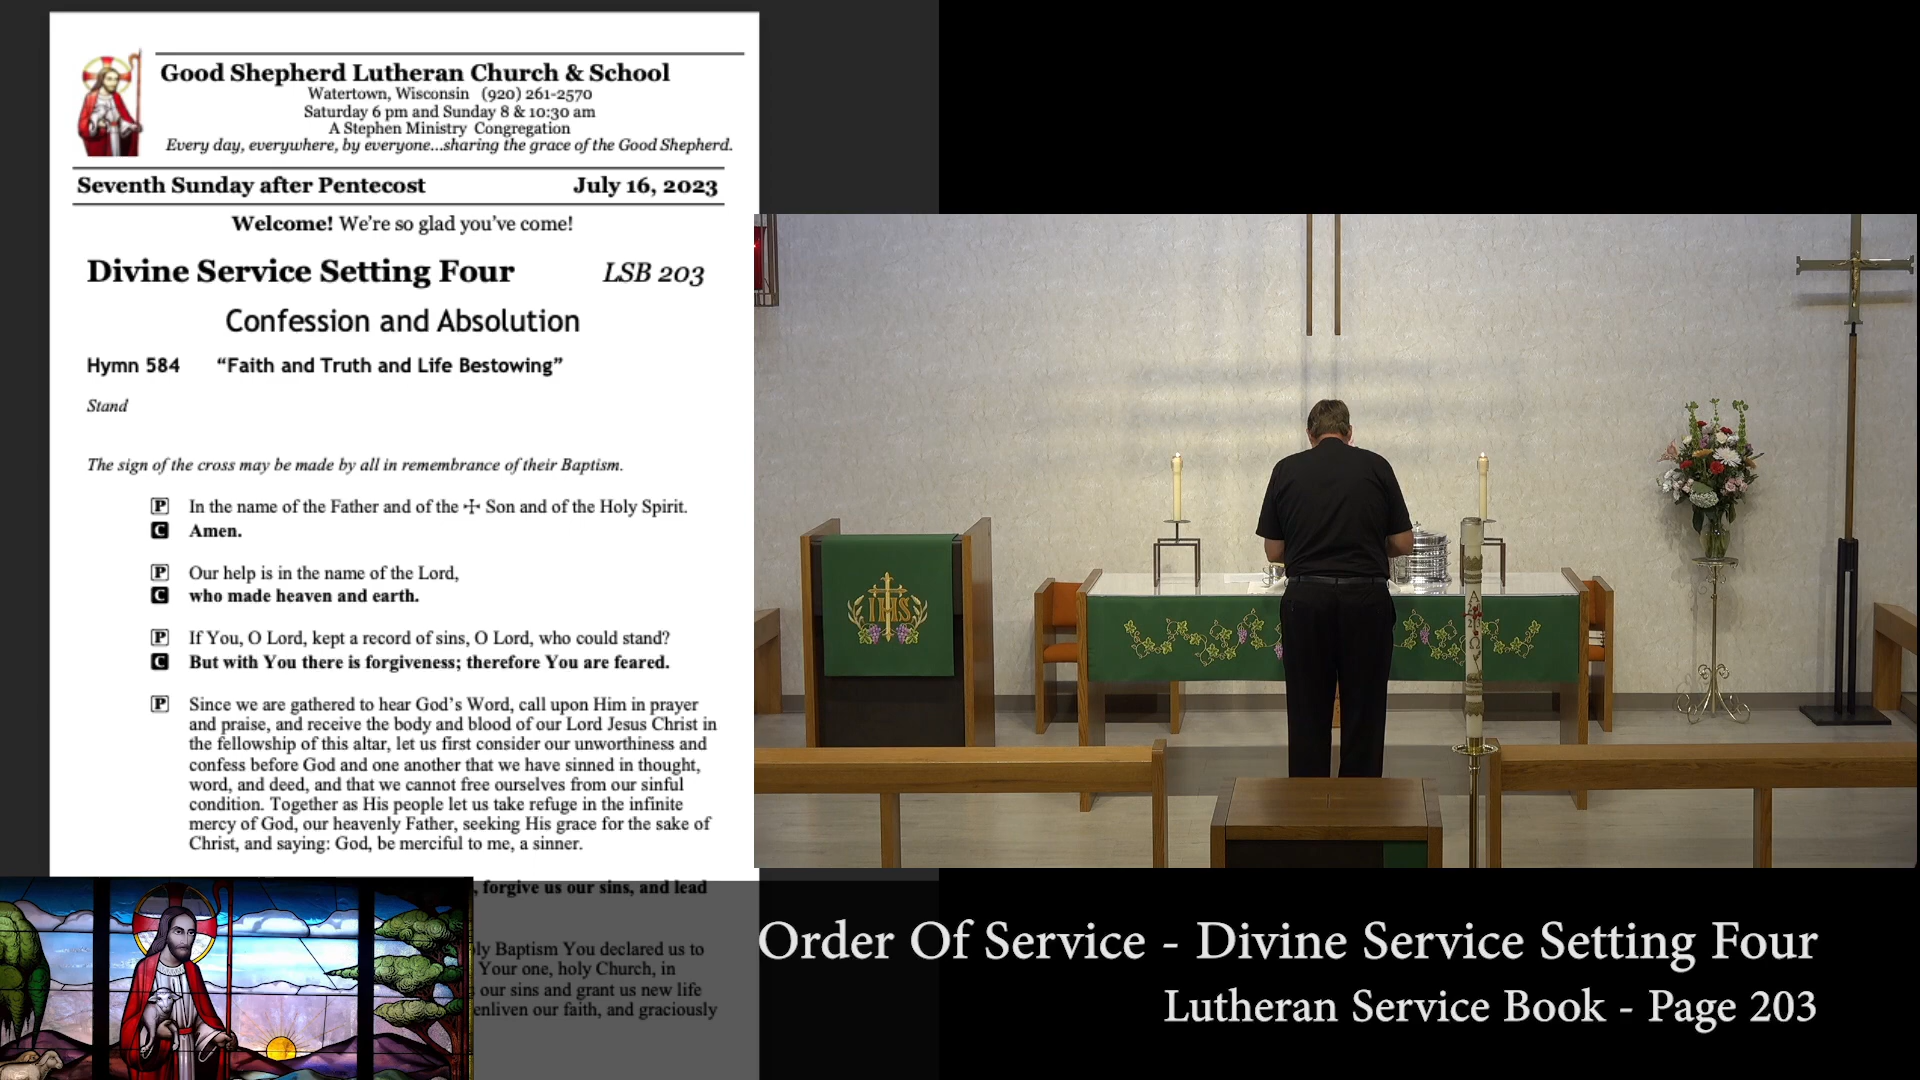 Good Shepherd Lutheran Church & School
Watertown, Wisconsin (920) 261-2570
Saturday 6 pm and Sunday 8 & 10:30 am
A Stephen Ministry Congregation
Every day, everywhere, by everyone...sharing the grace of the Good Shepherd.
Seventh Sunday after Pentecost July 16, 2023
Welcome! We're so glad you've come!
Divine Service Setting Four LSB 203
Confession and Absolution
Hymn 584 “Faith and Truth and Life Bestowing”
Stand
The sign of the cross may be made by all in remembrance of their Baptism.
P In the name of the Father and of the ☩ Son and of the Holy Spirit.
C Amen.
P Our help is in the name of the Lord,
C who made heaven and earth.
P If You, O Lord, kept a record of sins, O Lord, who could stand?
C But with You there is forgiveness; therefore You are feared.
P Since we are gathered to hear God's Word, call upon Him in prayer
and praise, and receive the body and blood of our Lord Jesus Christ in
the fellowship of this altar, let us first consider our unworthiness and
confess before God and one another that we have sinned in thought,
word, and deed, and that we cannot free ourselves from our sinful
condition. Together as His people let us take refuge in the infinite
mercy of God, our heavenly Father, seeking His grace for the sake of
Christ, and saying: God, be merciful to me, a sinner.
, forgive us our sins, and lead
ly Baptism You declared us to
Your one, holy Church, in
our sins and grant us new life
enliven our faith, and graciously
IHS
Α
Ω
Order Of Service - Divine Service Setting Four
Lutheran Service Book - Page 203